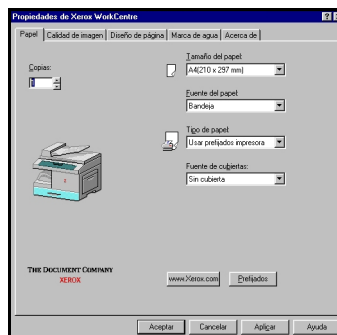 Propiedades de Xerox WorkCentre
Papel
Calidad de imagen
Diseño de página
Marca de agua
Acerca de
Copias:
1
Tamaño del papel:
A4(210 x 297 mm)
Fuente del papel:
Bandeja
Tipo de papel:
Usar prefijados impresora
Fuente de cubiertas:
Sin cubierta
THE DOCUMENT COMPANY
XEROX
www.Xerox.com
Prefijados
Aceptar
Cancelar
Aplicar
Ayuda